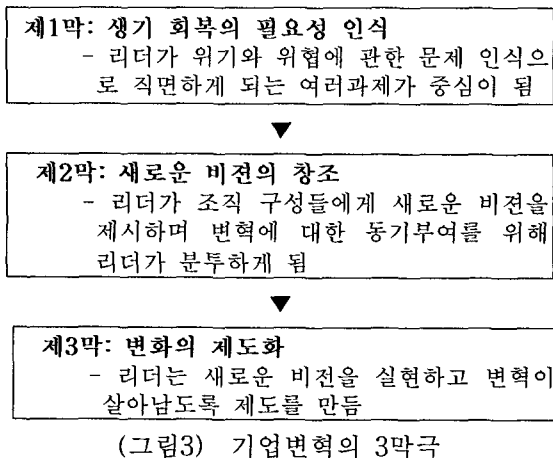 제1막: 생기 회복의 필요성 인식
- 리더가 위기와 위협에 관한 문제 인식으
로 직면하게 되는 여러과제가 중심이 됨
▼
제2막: 새로운 비젼의 창조
- 리더가 조직 구성들에게 새로운 비젼을
제시하며 변혁에 대한 동기부여를 위해
리더가 분투하게 됨
▼
제3막: 변화의 제도화
- 리더는 새로운 비전을 실현하고 변혁이
살아남도록 제도를 만듬
(그림3) 기업변혁의 3막극